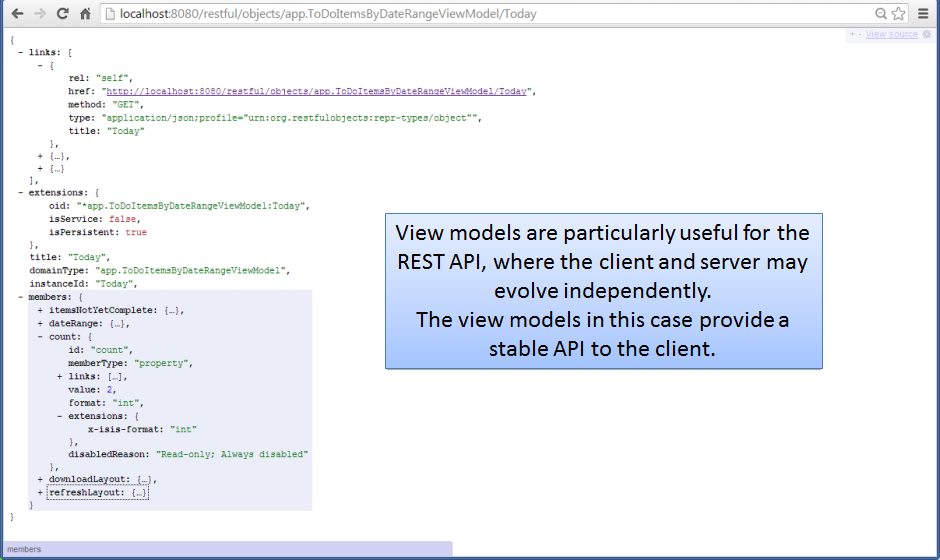 localhost:8080/restful/objects/app.ToDoItemsByDateRangeViewModel/Today
+ - View source
{
- links: [
- {
rel: "self",
href: "http://localhost:8080/restful/objects/app.ToDoItemsByDateRangeViewModel/Today",
method: "GET",
type: "application/json;profile="urn:org.restfulobjects:repr-types/object"",
title: "Today"
},
+ {…},
+ {…}
],
- extensions: {
oid: "*app.ToDoItemsByDateRangeViewModel:Today",
isService: false,
isPersistent: true
},
title: "Today",
domainType: "app.ToDoItemsByDateRangeViewModel",
instanceId: "Today",
- members: {
+ itemsNotYetComplete: {…},
+ dateRange: {…},
- count: {
id: "count",
memberType: "property",
+ links: […],
value: 2,
format: "int",
- extensions: {
x-isis-format: "int"
},
disabledReason: "Read-only; Always disabled"
},
+ downloadLayout: {…},
+ refreshLayout: {…}
}
}
View models are particularly useful for the
REST API, where the client and server may
evolve independently.
The view models in this case provide a
stable API to the client.
members